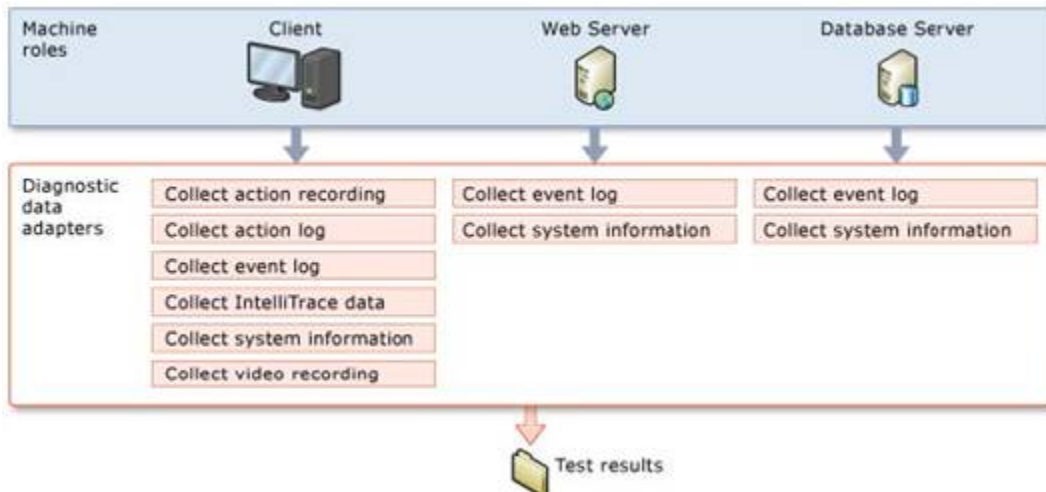 Machine
roles
Client
Web Server
Database Server
Diagnostic
data
adapters
Collect action recording
Collect action log
Collect event log
Collect IntelliTrace data
Collect system information
Collect video recording
Collect event log
Collect system information
Collect event log
Collect system information
Test results